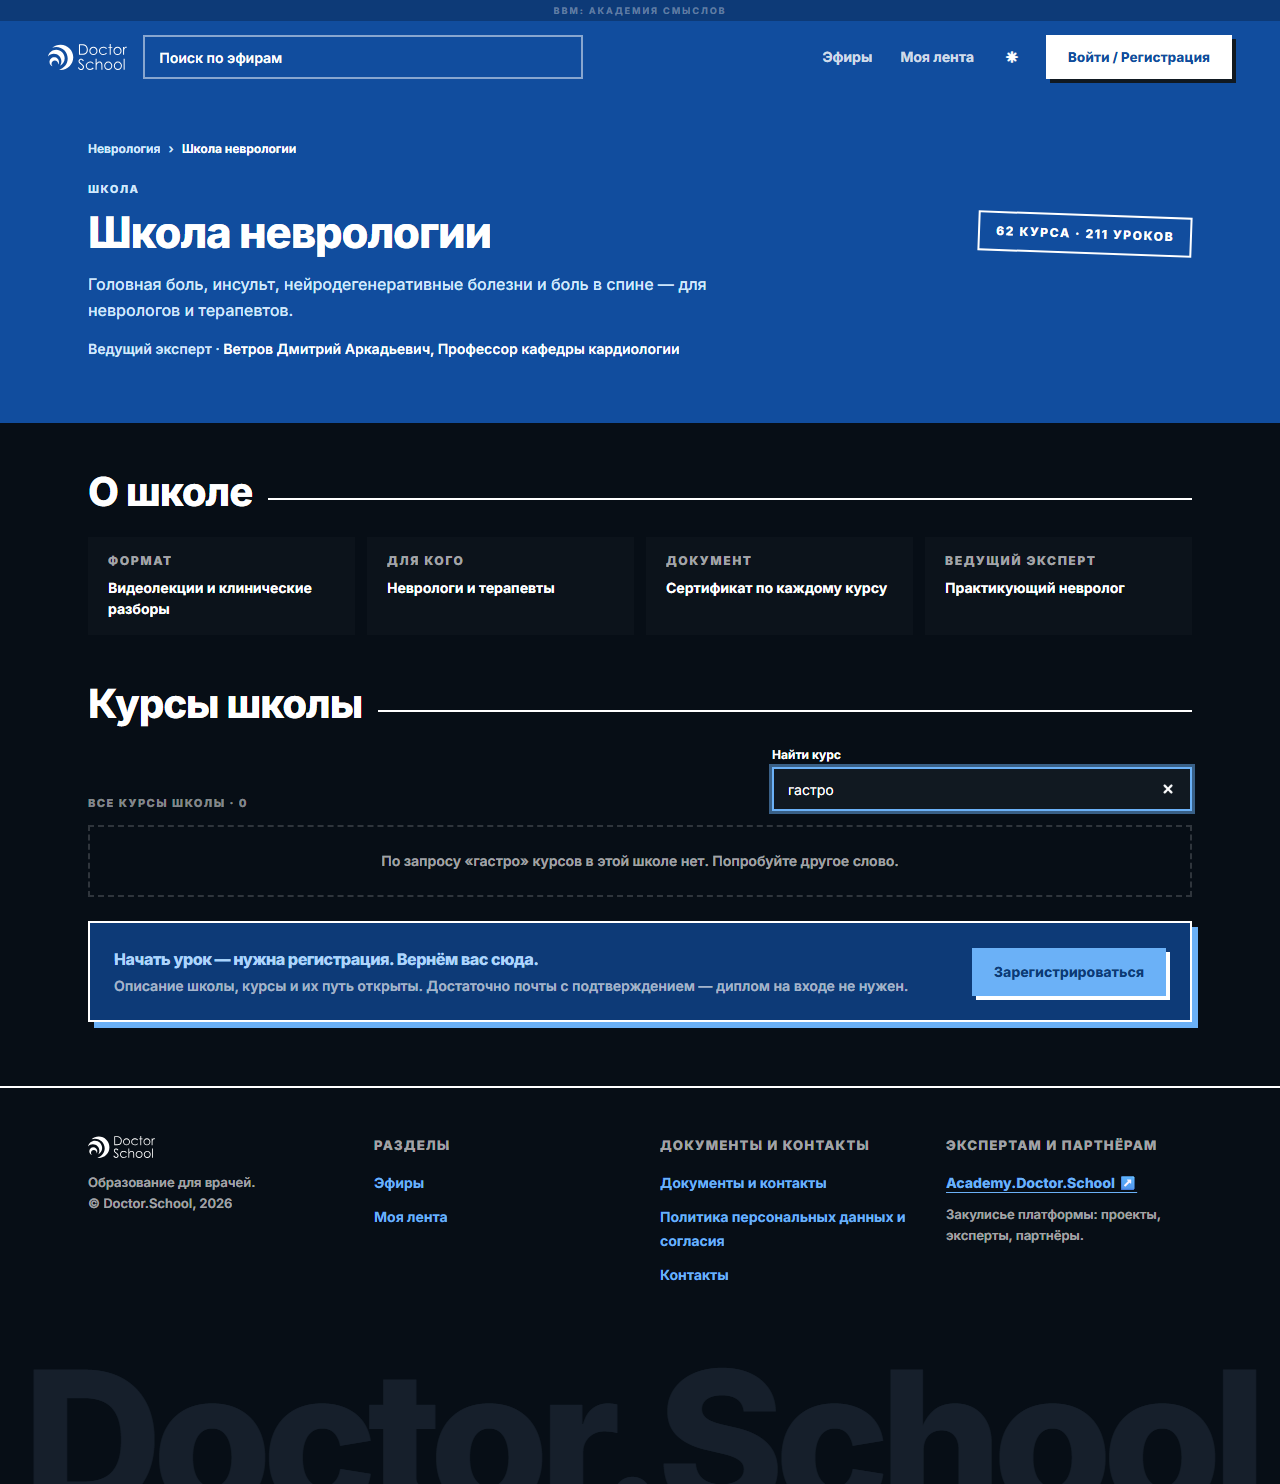 ВВМ: АКАДЕМИЯ СМЫСЛОВ
Doctor School
Поиск по эфирам
Эфиры
Моя лента
Войти / Регистрация
Неврология › Школа неврологии
ШКОЛА
Школа неврологии
62 КУРСА · 211 УРОКОВ
Головная боль, инсульт, нейродегенеративные болезни и боль в спине — для
неврологов и терапевтов.
Ведущий эксперт · Ветров Дмитрий Аркадьевич, Профессор кафедры кардиологии
О школе
ФОРМАТ
Видеолекции и клинические
разборы
ДЛЯ КОГО
Неврологи и терапевты
ДОКУМЕНТ
Сертификат по каждому курсу
ВЕДУЩИЙ ЭКСПЕРТ
Практикующий невролог
Курсы школы
Найти курс
гастро
ВСЕ КУРСЫ ШКОЛЫ · 0
По запросу «гастро» курсов в этой школе нет. Попробуйте другое слово.
Начать урок — нужна регистрация. Вернём вас сюда.
Описание школы, курсы и их путь открыты. Достаточно почты с подтверждением — диплом на входе не нужен.
Зарегистрироваться
Doctor School
Образование для врачей.
© Doctor.School, 2026
РАЗДЕЛЫ
Эфиры
Моя лента
ДОКУМЕНТЫ И КОНТАКТЫ
Документы и контакты
Политика персональных данных и
согласия
Контакты
ЭКСПЕРТАМ И ПАРТНЁРАМ
Academy.Doctor.School ↗
Закулисье платформы: проекты,
эксперты, партнёры.
Doctor.School